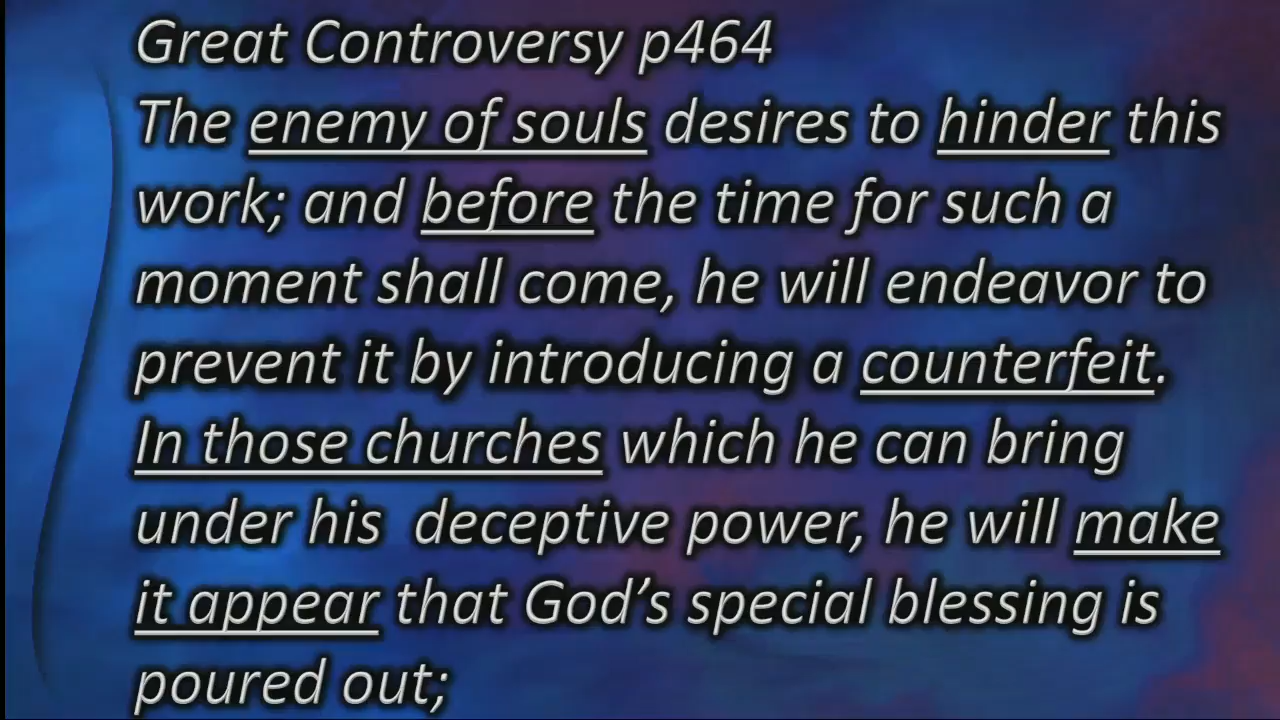 Great Controversy p464
The enemy of souls desires to hinder this
work; and before the time for such a
moment shall come, he will endeavor to
prevent it by introducing a counterfeit.
In those churches which he can bring
under his  deceptive power, he will make
it appear that God’s special blessing is
poured out;